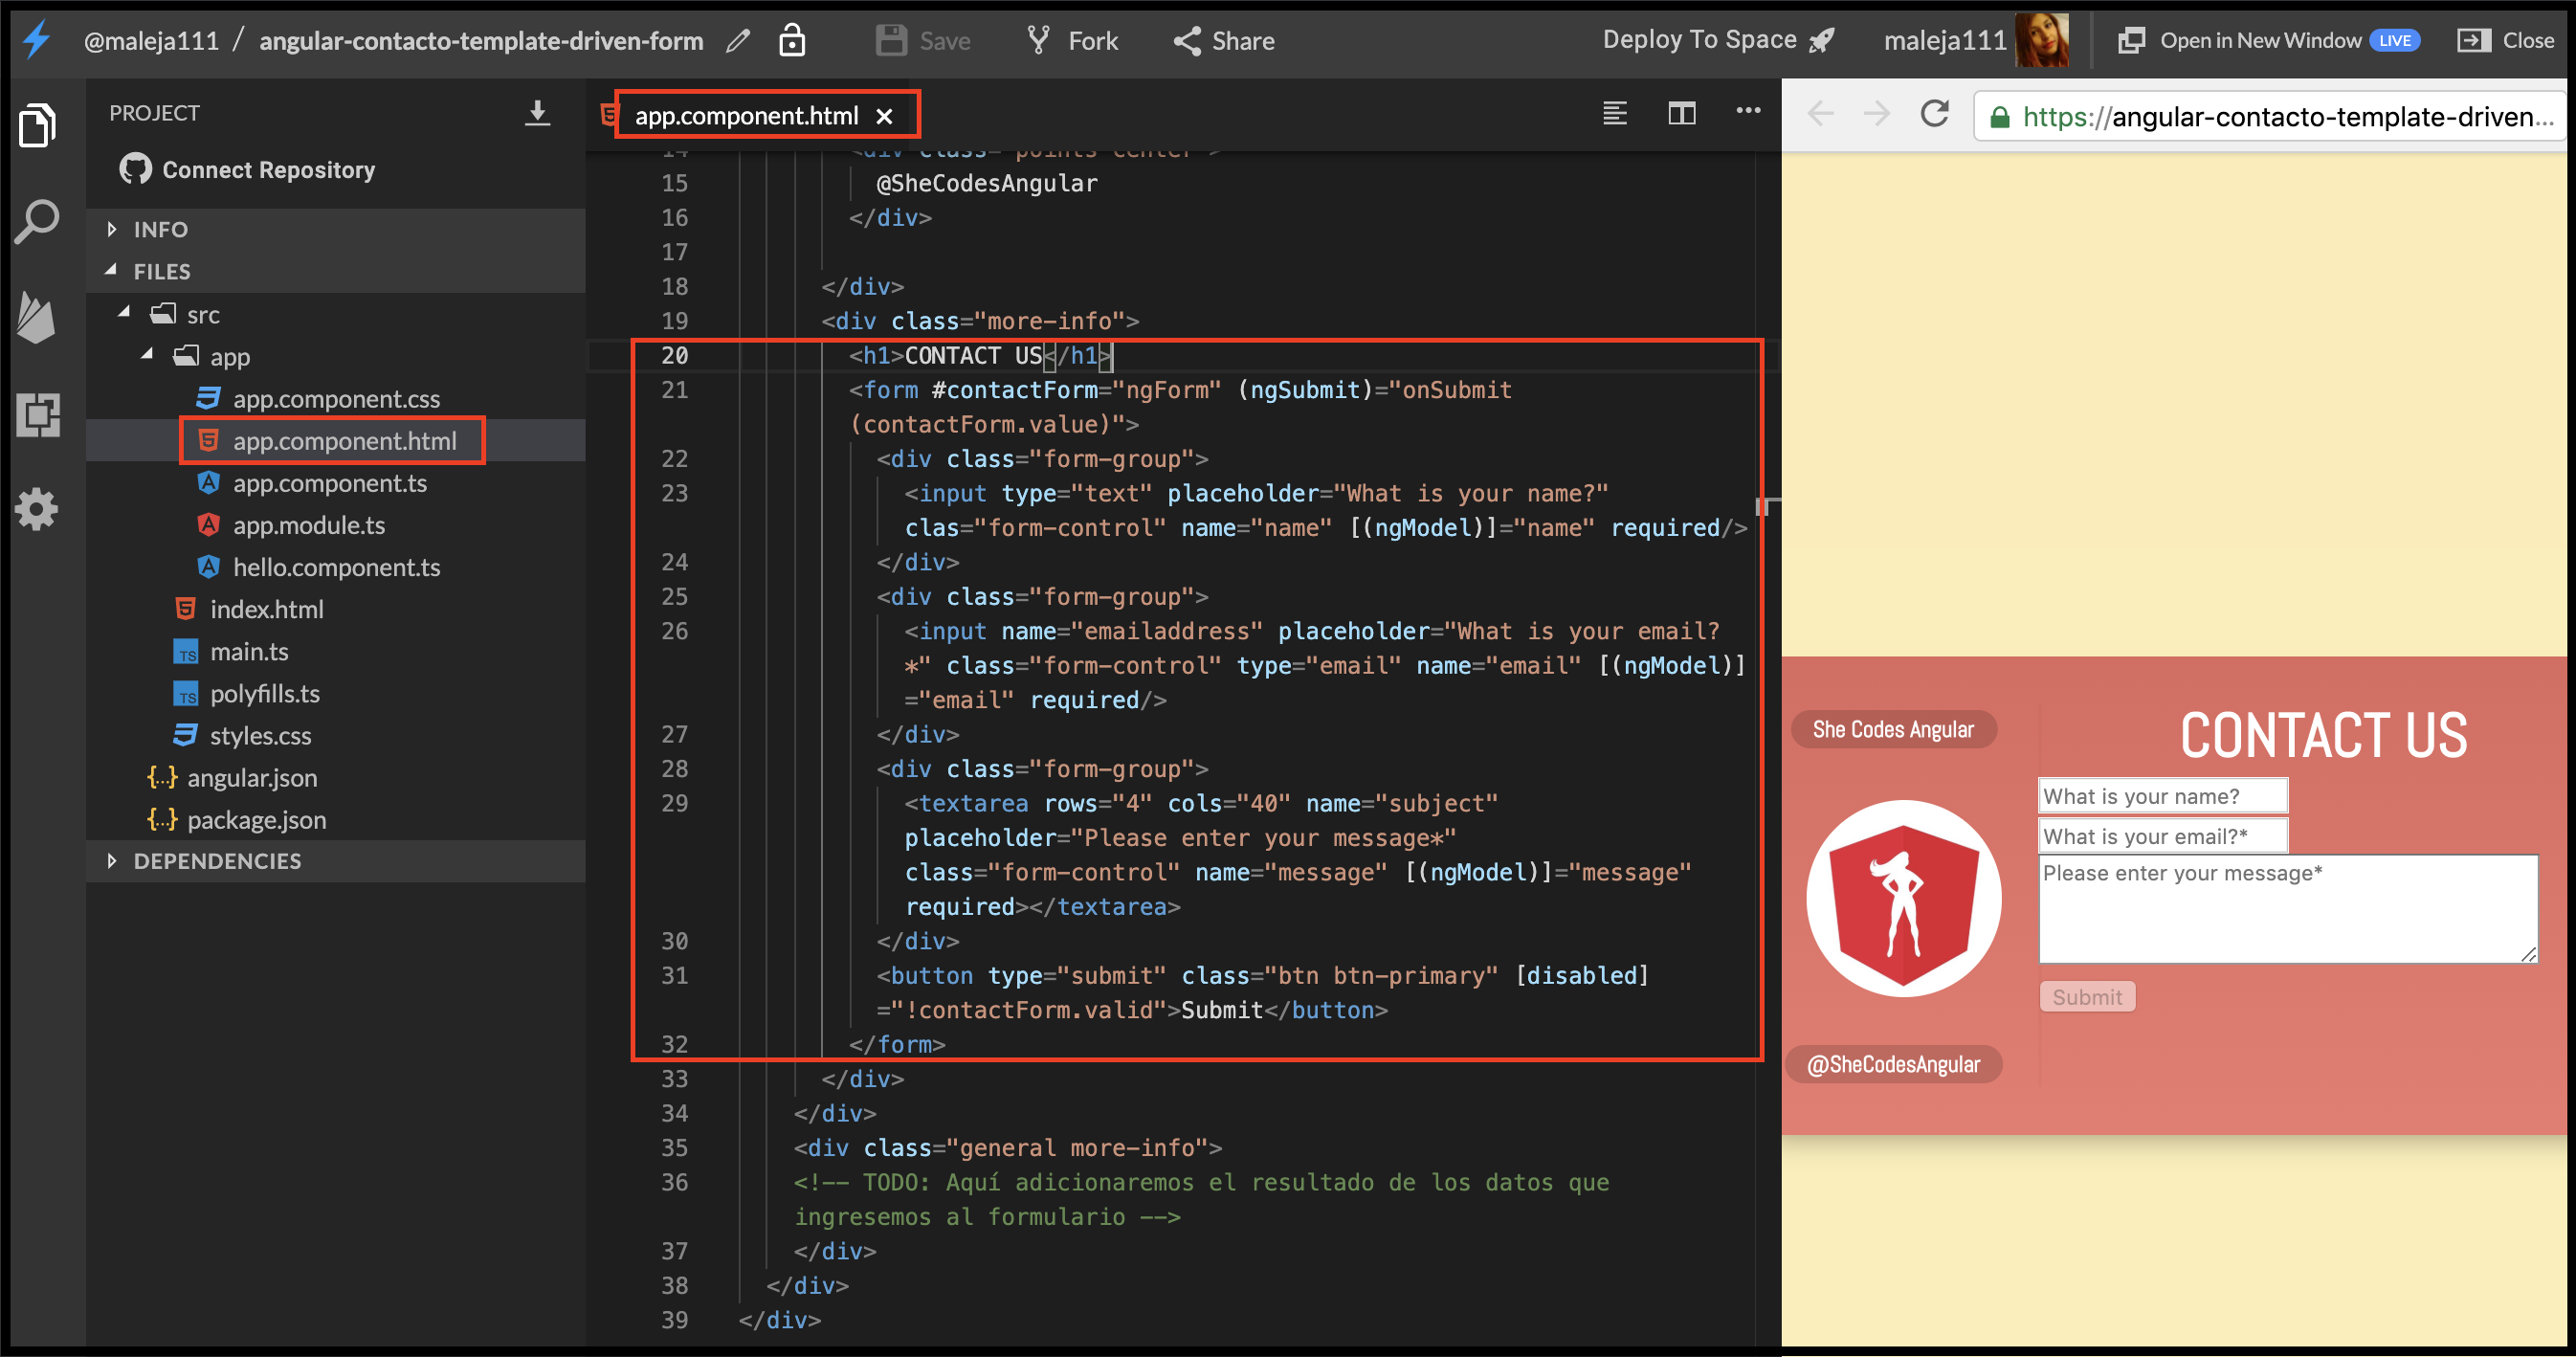 @maleja111 / angular-contacto-template-driven-form
Save
Fork
Share
Deploy To Space
maleja111
Open in New Window LIVE
Close
PROJECT
Connect Repository
INFO
FILES
src
app
app.component.css
app.component.html
app.component.ts
app.module.ts
hello.component.ts
index.html
main.ts
polyfills.ts
styles.css
angular.json
package.json
DEPENDENCIES
app.component.html
14 <div class="points center">
15 @SheCodesAngular
16 </div>
17
18 </div>
19 <div class="more-info">
20 <h1>CONTACT US</h1>
21 <form #contactForm="ngForm" (ngSubmit)="onSubmit
(contactForm.value)">
22 <div class="form-group">
23 <input type="text" placeholder="What is your name?"
clas="form-control" name="name" [(ngModel)]="name" required/>
24 </div>
25 <div class="form-group">
26 <input name="emailaddress" placeholder="What is your email?
*" class="form-control" type="email" name="email" [(ngModel)]
="email" required/>
27 </div>
28 <div class="form-group">
29 <textarea rows="4" cols="40" name="subject"
placeholder="Please enter your message*"
class="form-control" name="message" [(ngModel)]="message"
required></textarea>
30 </div>
31 <button type="submit" class="btn btn-primary" [disabled]
="!contactForm.valid">Submit</button>
32 </form>
33 </div>
34 </div>
35 <div class="general more-info">
36 <!-- TODO: Aquí adicionaremos el resultado de los datos que
ingresemos al formulario -->
37 </div>
38 </div>
39 </div>
https://angular-contacto-template-driven...
She Codes Angular
@SheCodesAngular
CONTACT US
What is your name?
What is your email?*
Please enter your message*
Submit